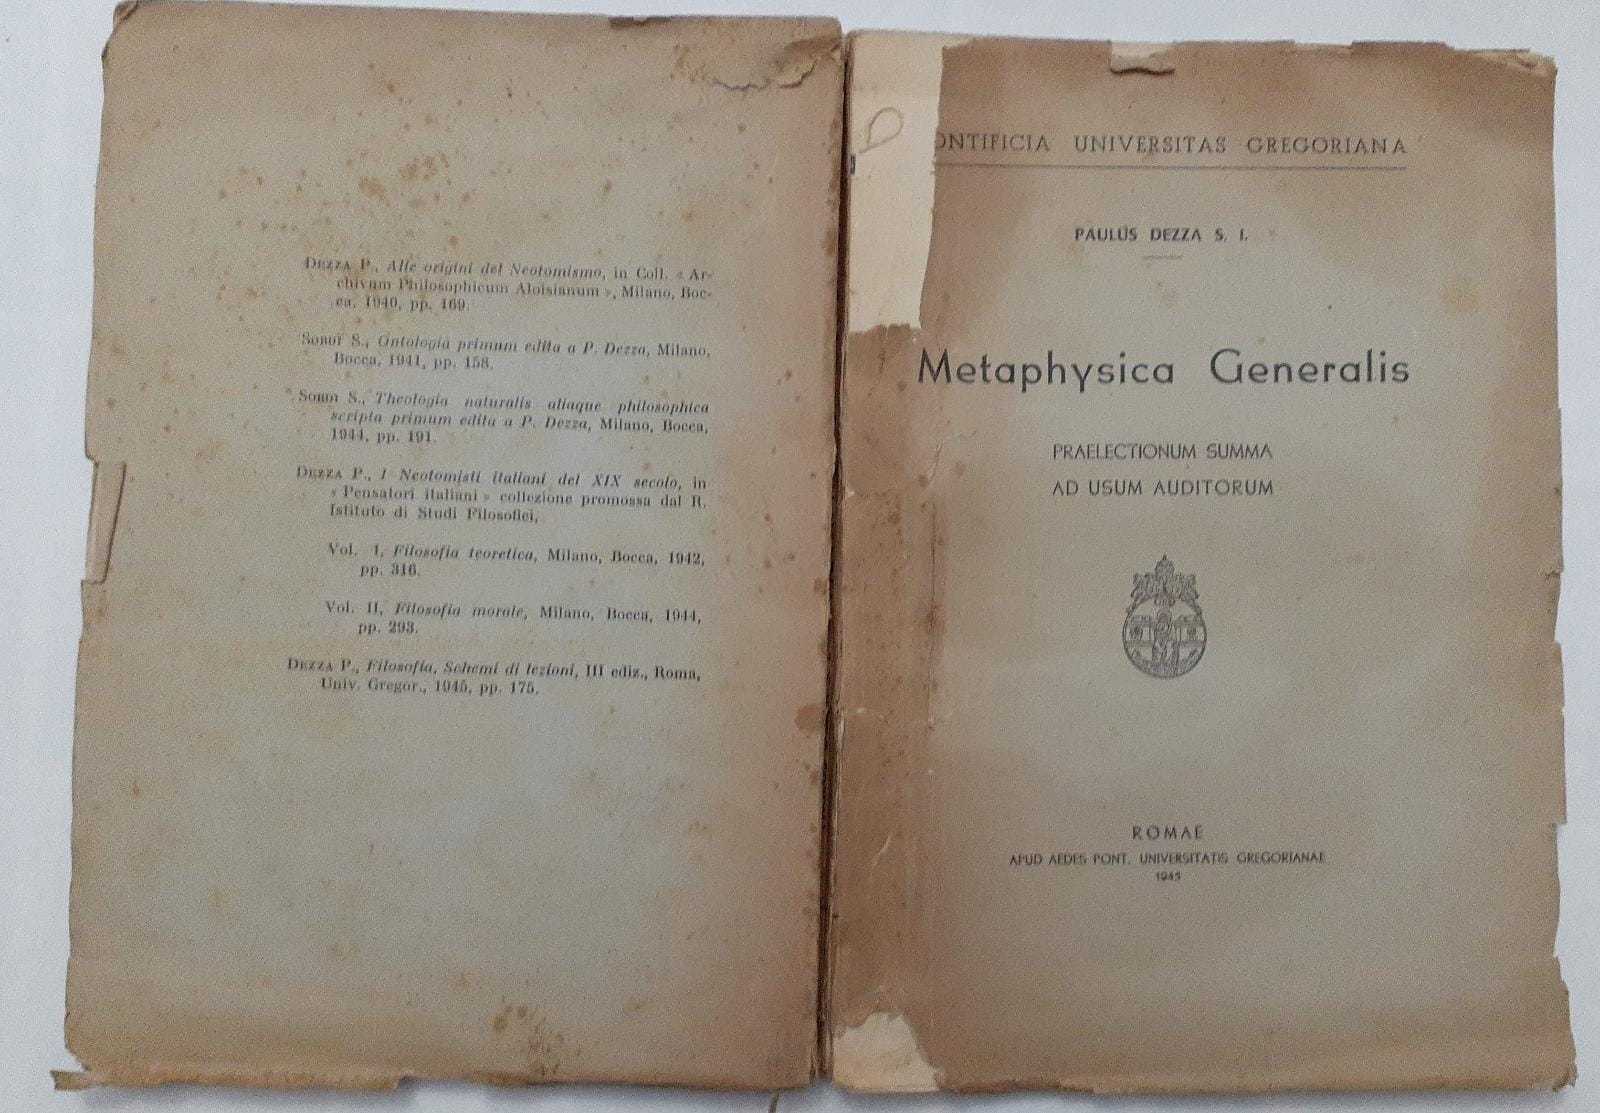 DEZZA P., Alle origini del Neotomismo, in Coll. « Ar-
chivum Philosophicum Aloisianum », Milano, Boc-
ca, 1940, pp. 169.
SORDI S., Ontologia primum edita a P. Dezza, Milano,
Bocca, 1941, pp. 158.
SORDI S., Theologia naturalis aliaque philosophica
scripta primum edita a P. Dezza, Milano, Bocca,
1944, pp. 191.
DEZZA P., I Neotomisti italiani del XIX secolo, in
« Pensatori italiani » collezione promossa dal R.
Istituto di Studi Filosofici,
Vol. I, Filosofia teoretica, Milano, Bocca, 1942,
pp. 316.
Vol. II, Filosofia morale, Milano, Bocca, 1944,
pp. 293.
DEZZA P., Filosofia, Schemi di lezioni, III ediz., Roma,
Univ. Gregor., 1945, pp. 175.
ONTIFICIA UNIVERSITAS GREGORIANA
PAULUS DEZZA S. I.
Metaphysica Generalis
PRAELECTIONUM SUMMA
AD USUM AUDITORUM
ROMAE
APUD AEDES PONT. UNIVERSITATIS GREGORIANAE
1945